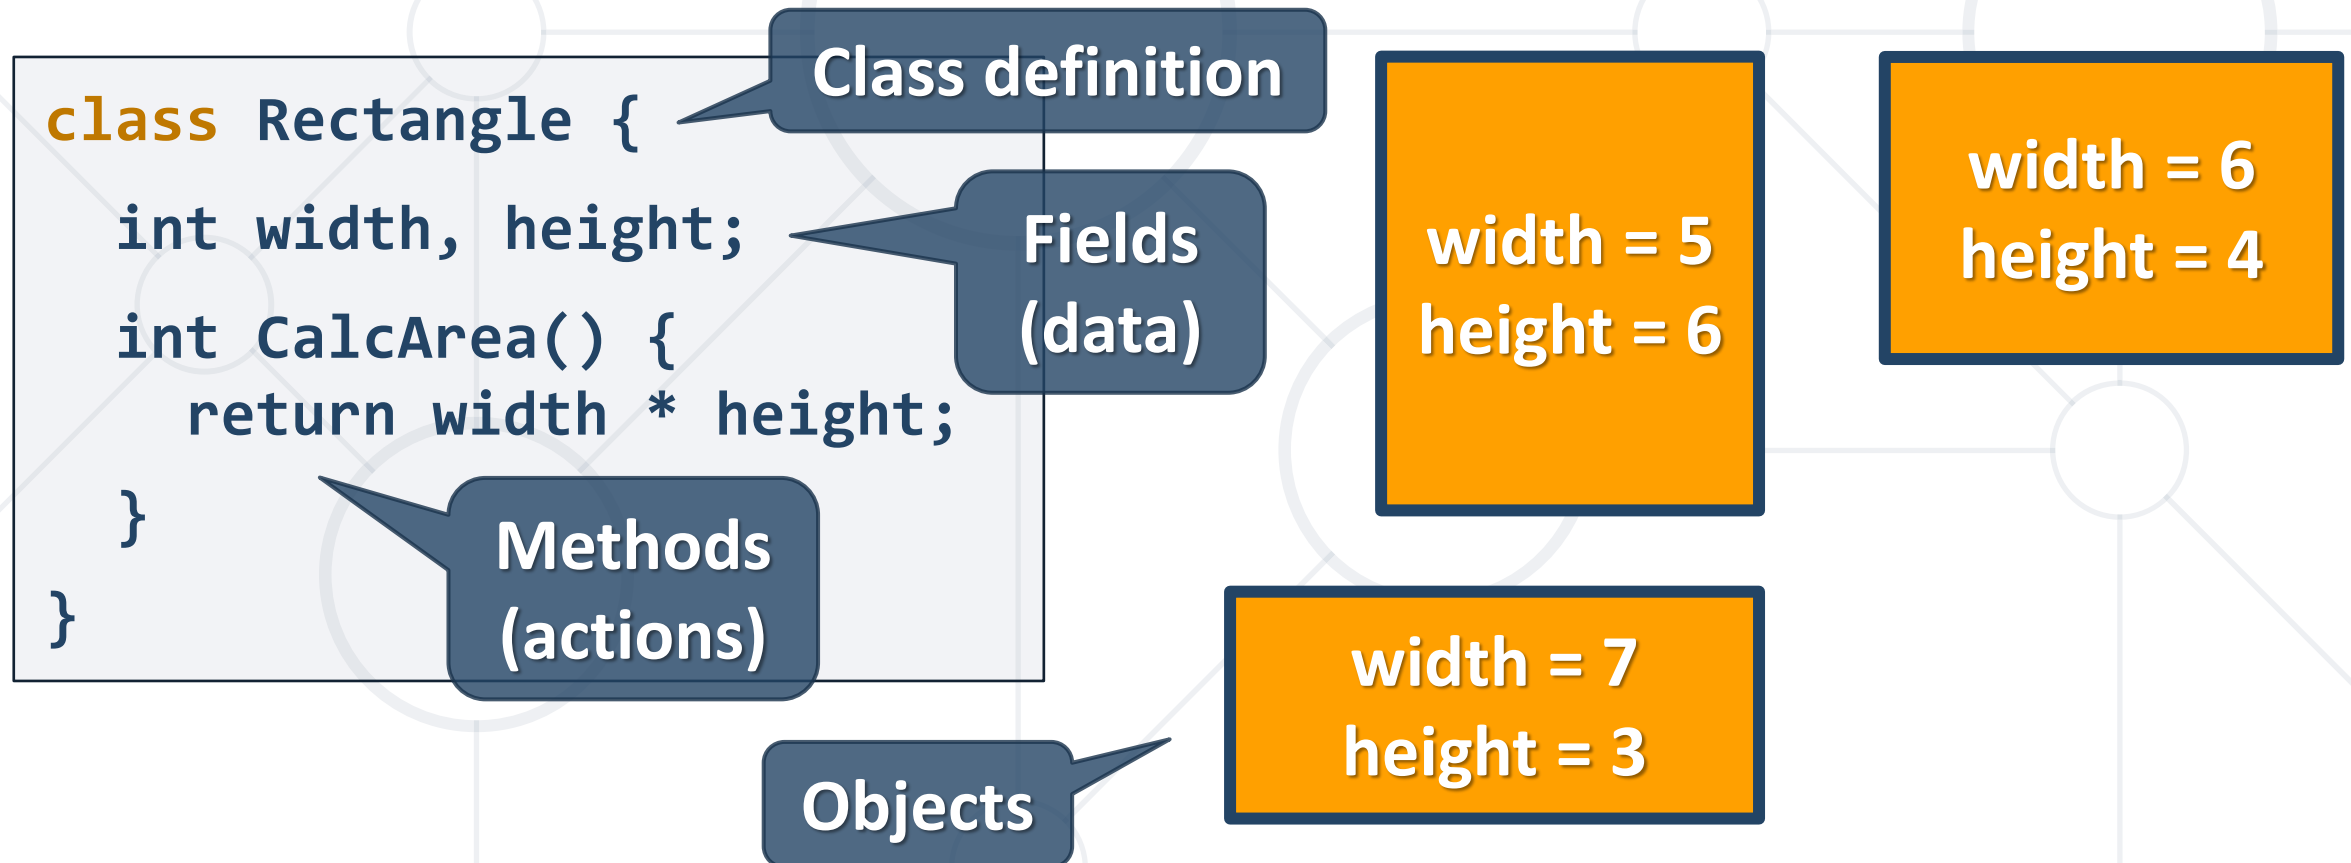 Class definition
class Rectangle {
int width, height;
Fields
(data)
int CalcArea() {
return width * height;
}
Methods
(actions)
}
width = 5
height = 6
width = 6
height = 4
width = 7
height = 3
Objects